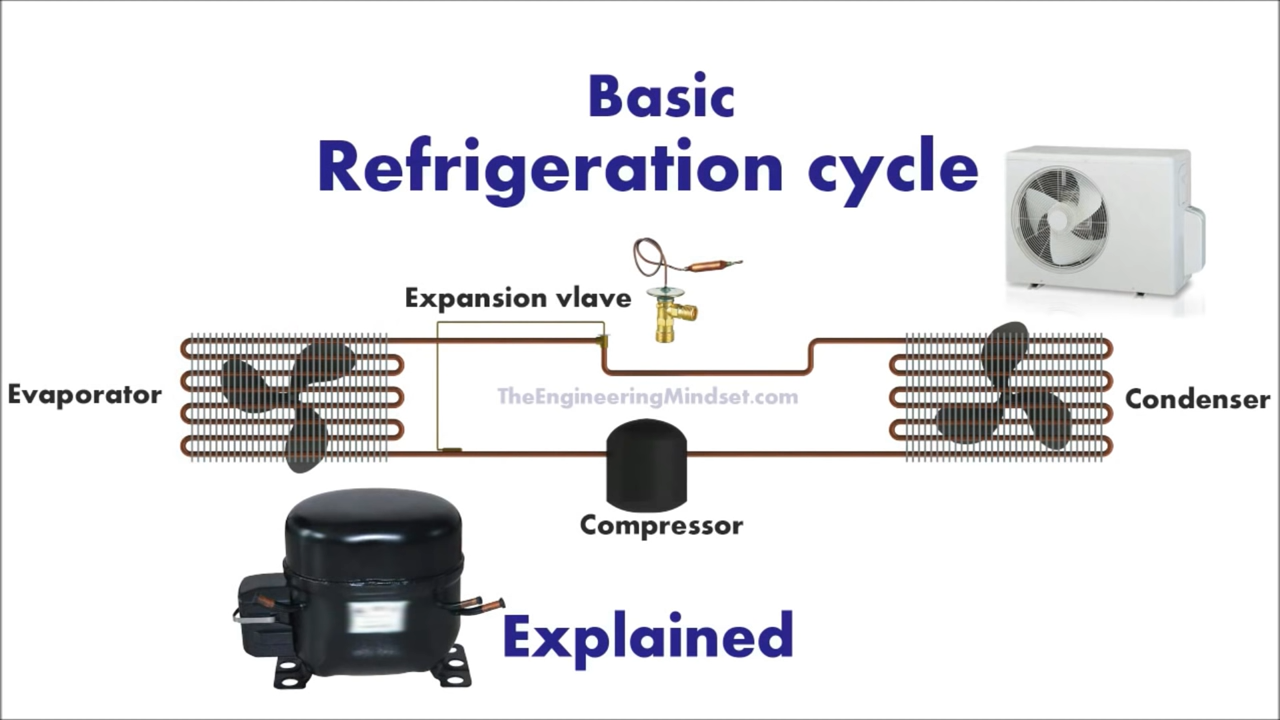 Basic
Refrigeration cycle
Expansion vlave
Evaporator
TheEngineeringMindset.com
Condenser
Compressor
Explained